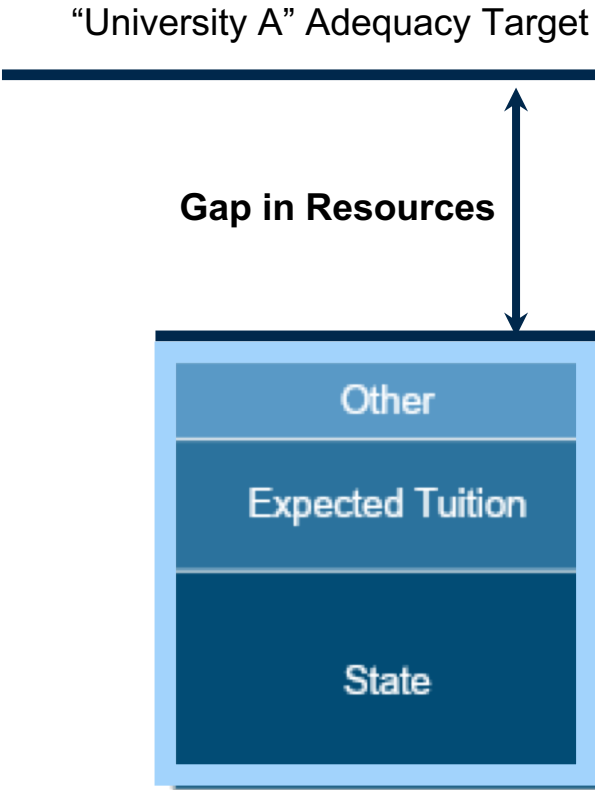 “University A” Adequacy Target
Gap in Resources
Other
Expected Tuition
State